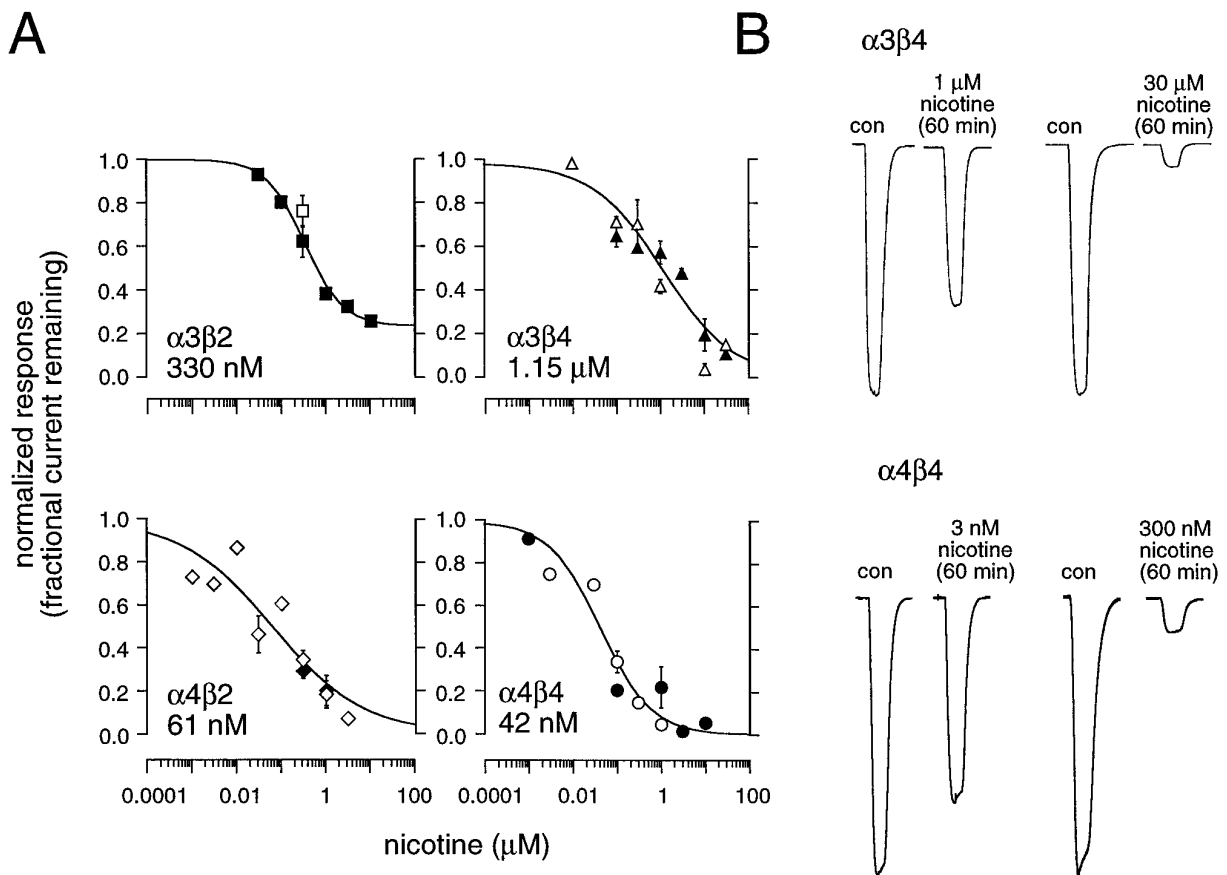 A
B
α3β4
1 μM
nicotine
(60 min)
con
30 μM
nicotine
(60 min)
con
normalized response
(fractional current remaining)
1.0
0.8
0.6
0.4
0.2
0.0
α3β2
330 nM
1.0
0.8
0.6
0.4
0.2
0.0
α3β4
1.15 μM
α4β4
3 nM
nicotine
(60 min)
con
300 nM
nicotine
(60 min)
con
1.0
0.8
0.6
0.4
0.2
0.0
α4β2
61 nM
1.0
0.8
0.6
0.4
0.2
0.0
α4β4
42 nM
0.0001 0.01 1 100
0.0001 0.01 1 100
nicotine (μM)